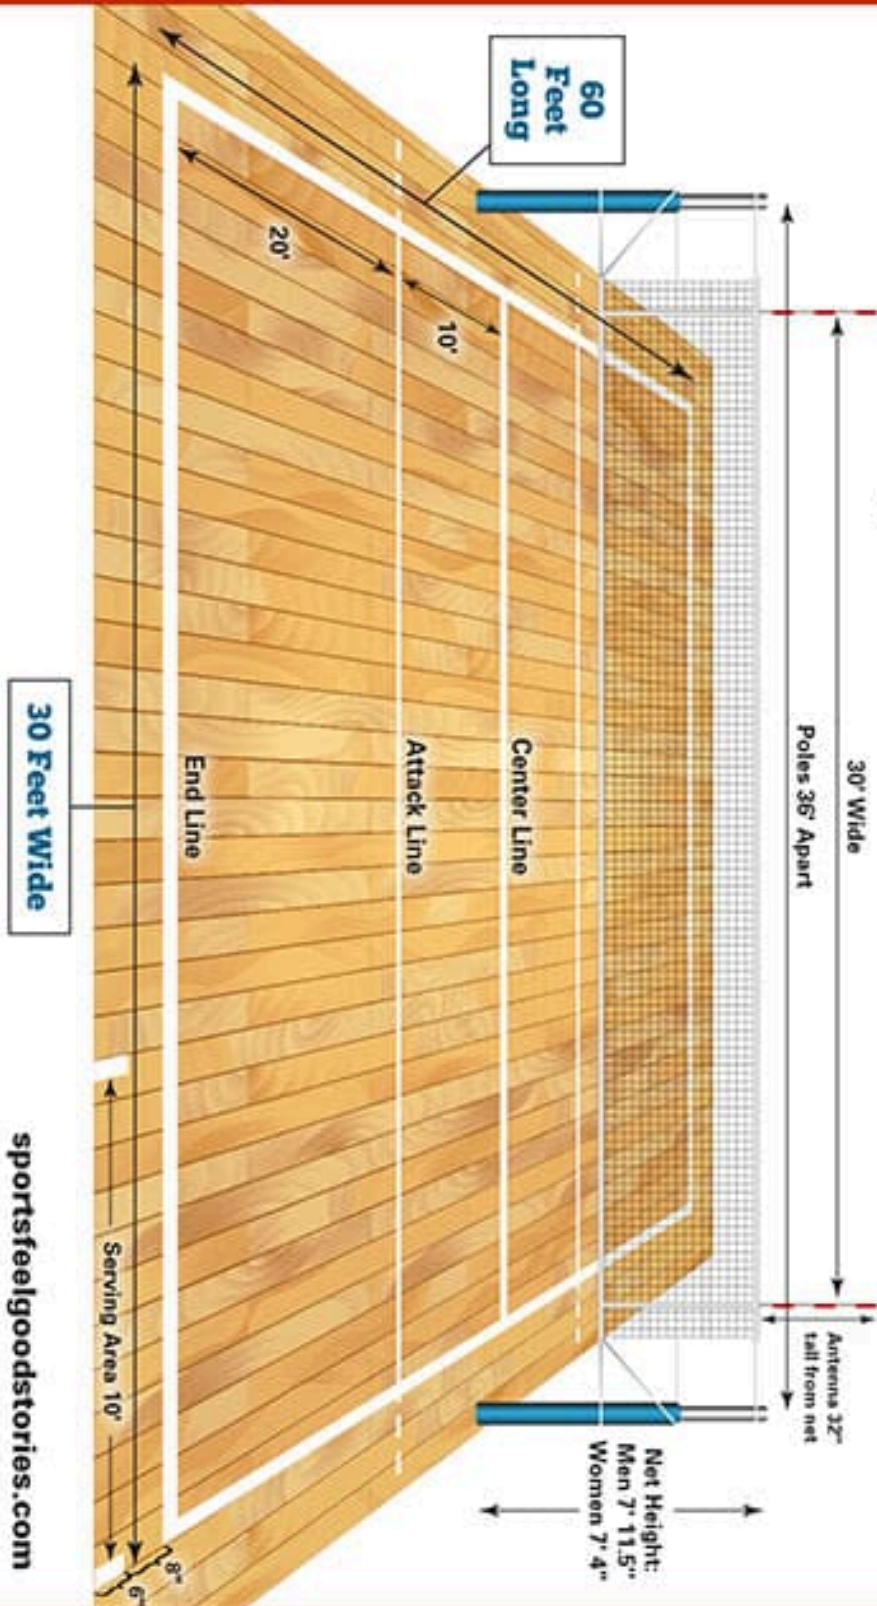 30' Wide
Poles 36' Apart
Antenna 32"
tall from net
60
Feet
Long
Net Height:
Men 7' 11.5"
Women 7' 4"
10'
Center Line
20'
Attack Line
End Line
8"
6"
Serving Area 10'
30 Feet Wide
sportsfeelgoodstories.com